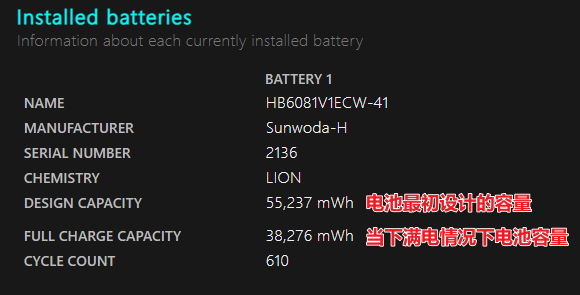 Installed batteries
Information about each currently installed battery
BATTERY 1
NAME HB6081V1ECW-41
MANUFACTURER Sunwoda-H
SERIAL NUMBER 2136
CHEMISTRY LION
DESIGN CAPACITY 55,237 mWh 电池最初设计的容量
FULL CHARGE CAPACITY 38,276 mWh 当下满电情况下电池容量
CYCLE COUNT 610